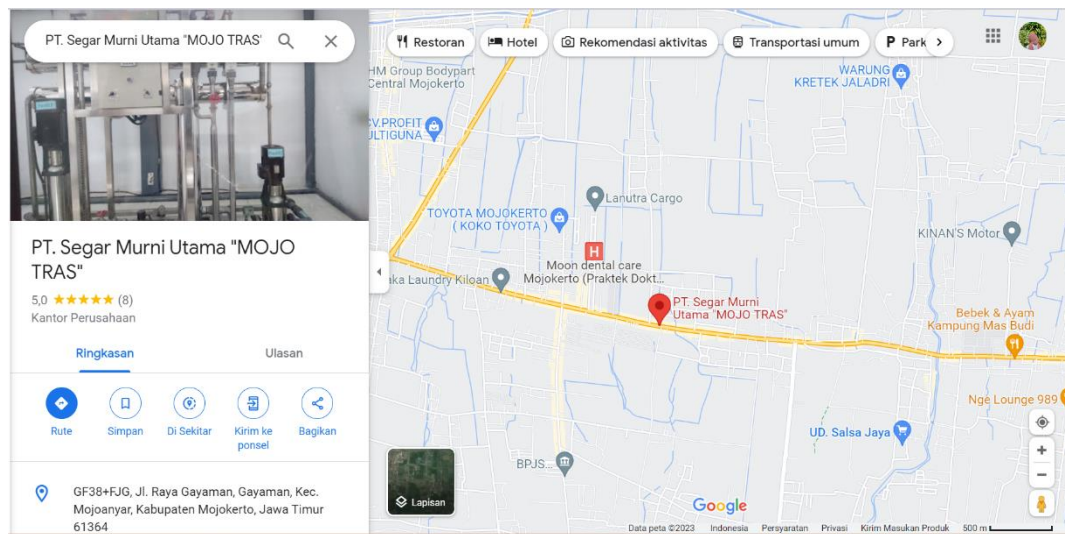 PT. Segar Murni Utama "MOJO TRAS"
PT. Segar Murni Utama "MOJO
TRAS"
5,0 (8)
Kantor Perusahaan
Ringkasan
Ulasan
Rute
Simpan
Di Sekitar
Kirim ke
ponsel
Bagikan
GF38+FJG, Jl. Raya Gayaman, Gayaman, Kec.
Mojoanyar, Kabupaten Mojokerto, Jawa Timur
61364
Restoran
Hotel
Rekomendasi aktivitas
Transportasi umum
P Park
HM Group Bodypart
Central Mojokerto
WARUNG
KRETEK JALADRI
CV.PROFIT
ULTIGUNA
Lanutra Cargo
TOYOTA MOJOKERTO
( KOKO TOYOTA )
KINAN'S Motor
H
Moon dental care
Mojokerto (Praktek Dokt...
aka Laundry Kiloan
PT. Segar Murni
Utama "MOJO TRAS"
Bebek & Ayam
Kampung Mas Budi
Nge Lounge 989
UD. Salsa Jaya
BPJS...
Lapisan
Google
Data peta ©2023 Indonesia Persyaratan Privasi Kirim Masukan Produk 500 m